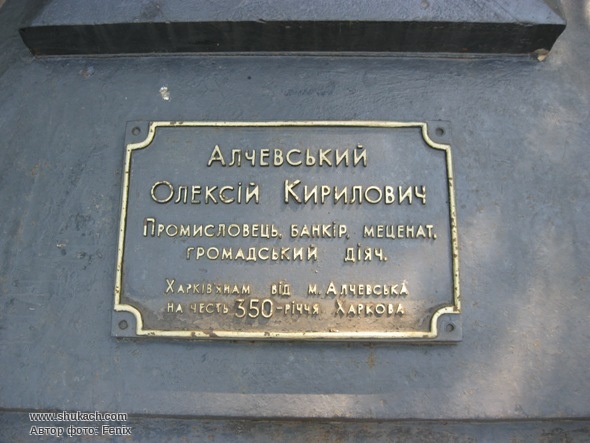 Алчевський
Олексій Кирилович
Промисловець, банкір, меценат,
громадський діяч.
Харків'янам від м. Алчевська
на честь 350-річчя Харкова
www.shukach.com
Автор фото: Fenix